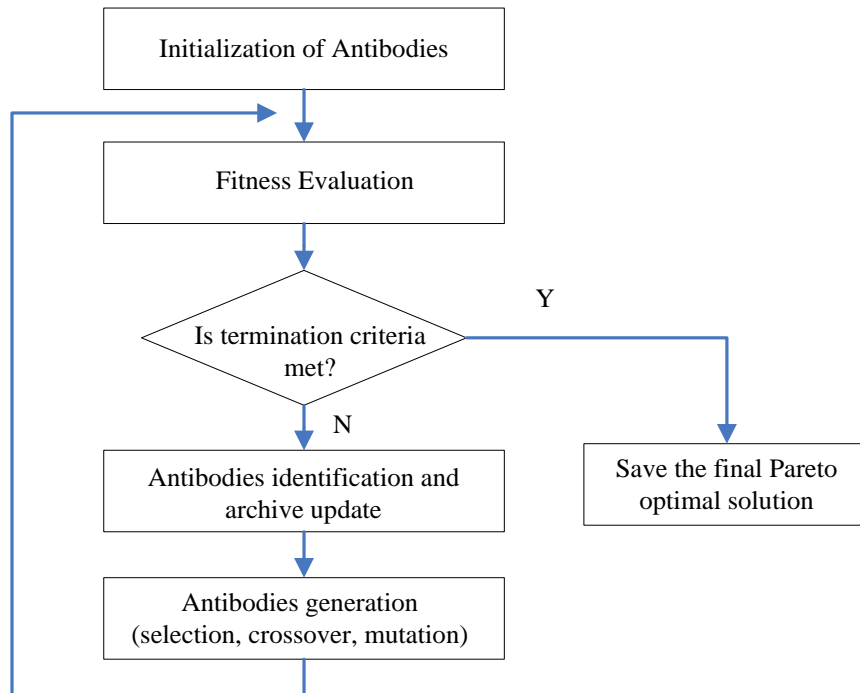 Initialization of Antibodies
Fitness Evaluation
Y
Is termination criteria
met?
N
Antibodies identification and
archive update
Save the final Pareto
optimal solution
Antibodies generation
(selection, crossover, mutation)